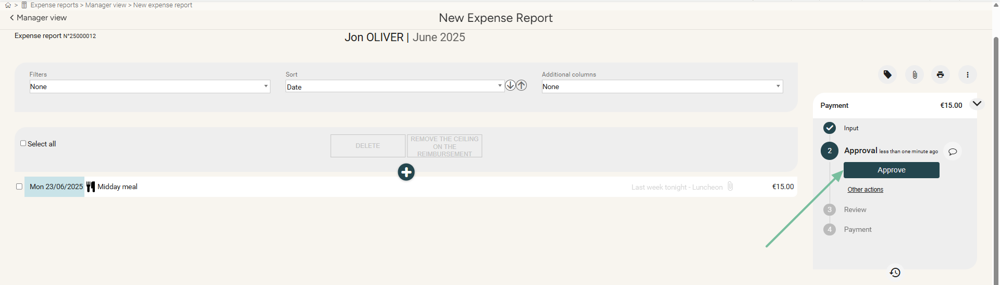 > Expense reports > Manager view > New expense report
Manager view
New Expense Report
Expense report N°25000012
Jon OLIVER | June 2025
Filters
None
Sort
Date
Additional columns
None
Payment €15.00
Input
Select all
DELETE
REMOVE THE CEILING
ON THE
REIMBURSEMENT
2 Approval less than one minute ago
Approve
Mon 23/06/2025 Midday meal Last week tonight - Luncheon €15.00
Other actions
3 Review
4 Payment